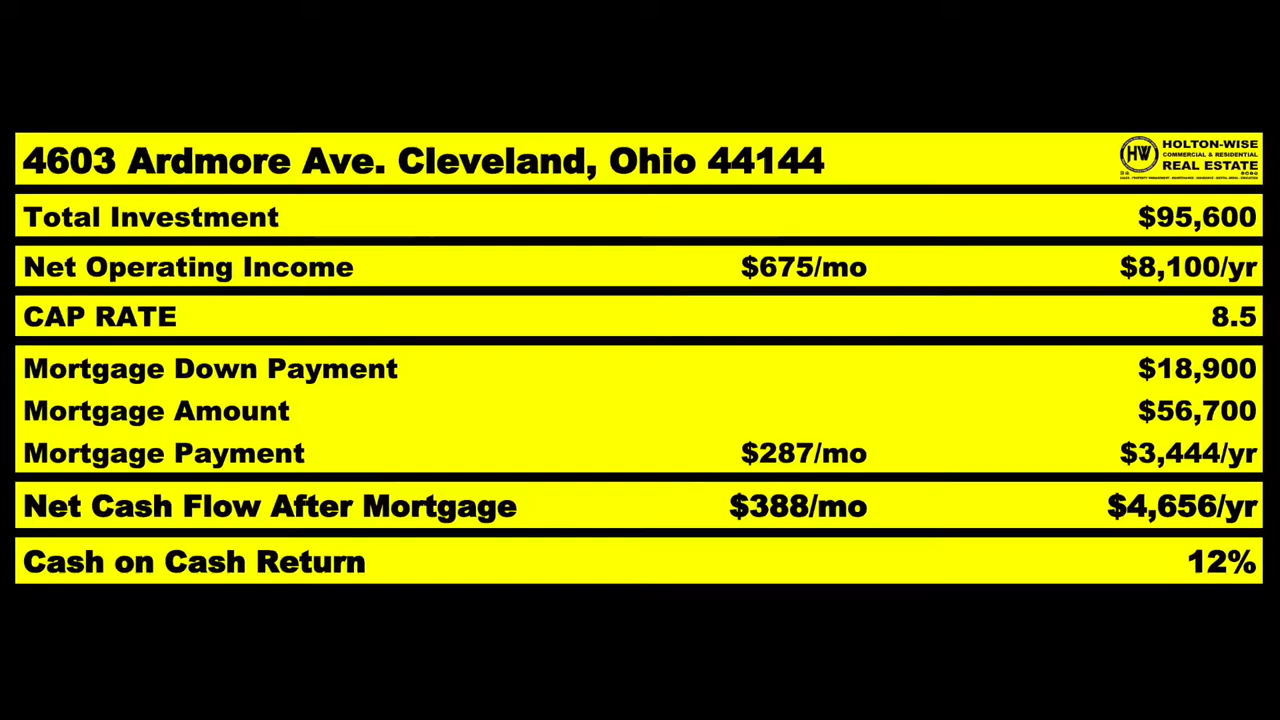 4603 Ardmore Ave. Cleveland, Ohio 44144
HW
HOLTON-WISE
COMMERCIAL & RESIDENTIAL
REAL ESTATE
Total Investment $95,600
Net Operating Income $675/mo $8,100/yr
CAP RATE 8.5
Mortgage Down Payment $18,900
Mortgage Amount $56,700
Mortgage Payment $287/mo $3,444/yr
Net Cash Flow After Mortgage $388/mo $4,656/yr
Cash on Cash Return 12%